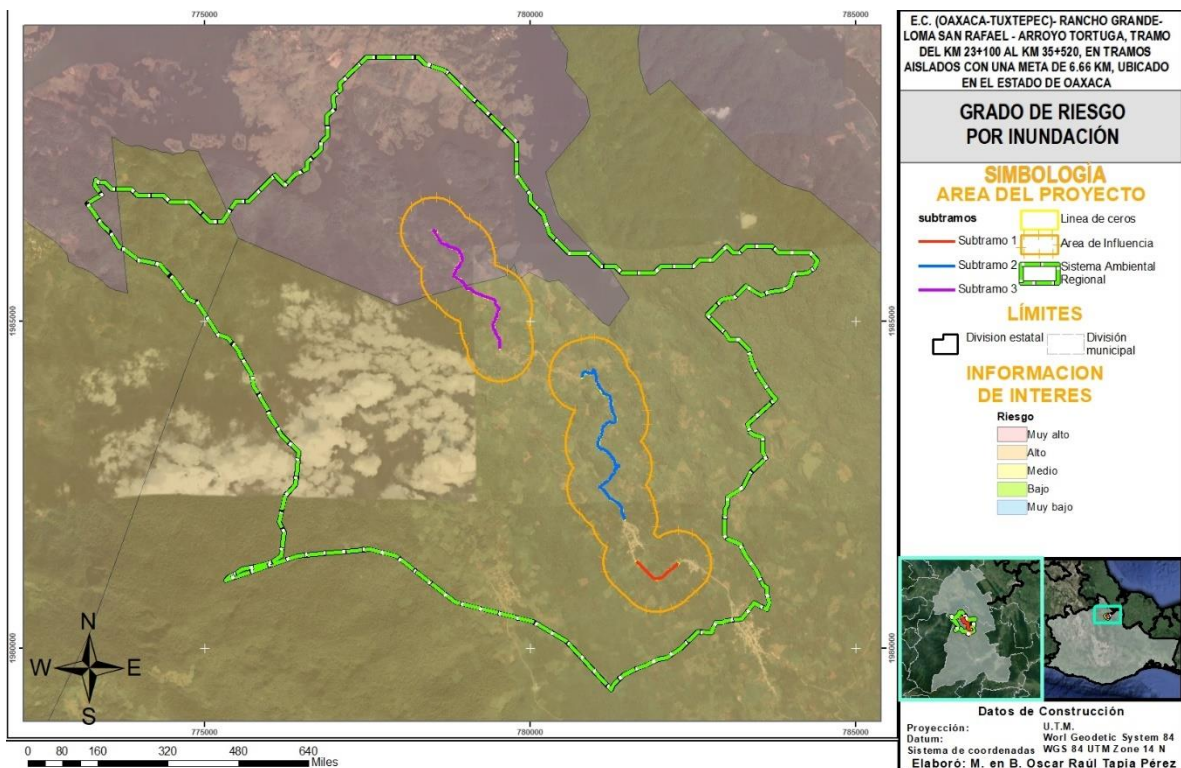 775000
780000
785000
1985000
1985000
1980000
1980000
N
W
E
S
775000
780000
785000
0 80 160 320 480 640
Miles
E.C. (OAXACA-TUXTEPEC)- RANCHO GRANDE-
LOMA SAN RAFAEL - ARROYO TORTUGA, TRAMO
DEL KM 23+100 AL KM 35+520, EN TRAMOS
AISLADOS CON UNA META DE 6.66 KM, UBICADO
EN EL ESTADO DE OAXACA
GRADO DE RIESGO
POR INUNDACIÓN
SIMBOLOGÍA
AREA DEL PROYECTO
subtramos
Subtramo 1
Subtramo 2
Subtramo 3
Linea de ceros
Area de Influencia
Sistema Ambiental
Regional
LÍMITES
Division estatal
División
municipal
INFORMACION
DE INTERES
Riesgo
Muy alto
Alto
Medio
Bajo
Muy bajo
Datos de Construcción
Proyección: U.T.M.
Datum: Worl Geodetic System 84
Sistema de coordenadas WGS 84 UTM Zone 14 N
Elaboró: M. en B. Oscar Raúl Tapia Pérez